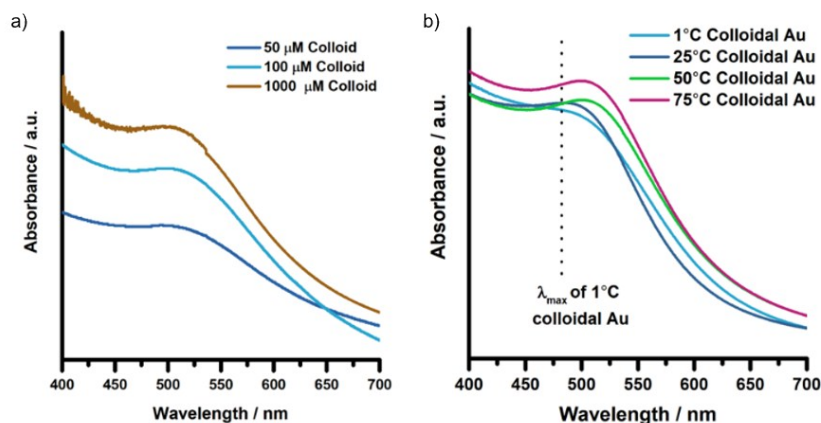 a)
50 μM Colloid
100 μM Colloid
1000 μM Colloid
Absorbance / a.u.
400 450 500 550 600 650 700
Wavelength / nm
b)
1°C Colloidal Au
25°C Colloidal Au
50°C Colloidal Au
75°C Colloidal Au
Absorbance / a.u.
λmax of 1°C
colloidal Au
400 450 500 550 600 650 700
Wavelength / nm